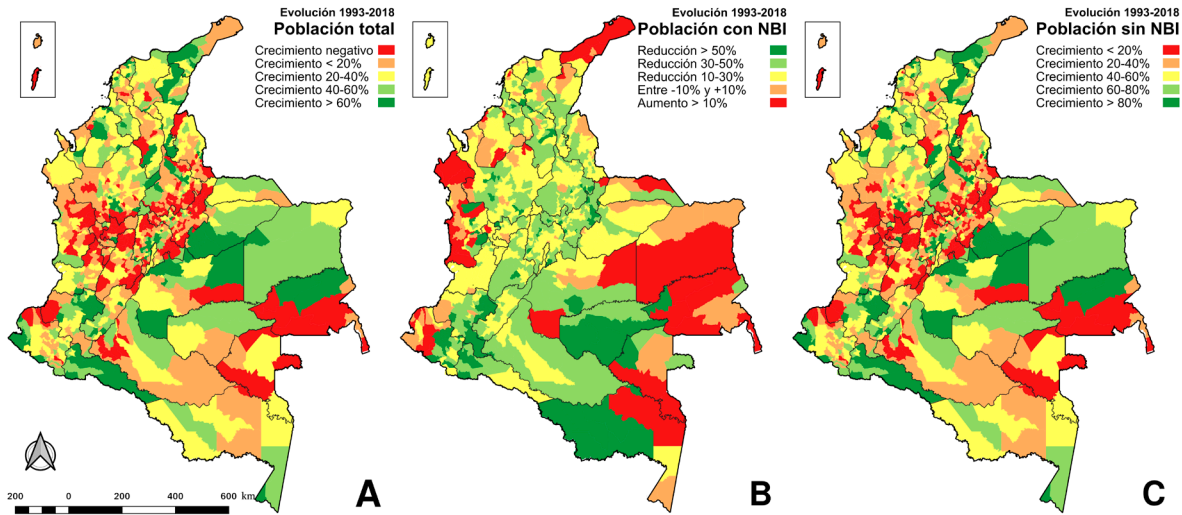 Evolución 1993-2018
Población total
Crecimiento negativo
Crecimiento < 20%
Crecimiento 20-40%
Crecimiento 40-60%
Crecimiento > 60%
A
200 0 200 400 600 km
Evolución 1993-2018
Población con NBI
Reducción > 50%
Reducción 30-50%
Reducción 10-30%
Entre -10% y +10%
Aumento > 10%
B
Evolución 1993-2018
Población sin NBI
Crecimiento < 20%
Crecimiento 20-40%
Crecimiento 40-60%
Crecimiento 60-80%
Crecimiento > 80%
C